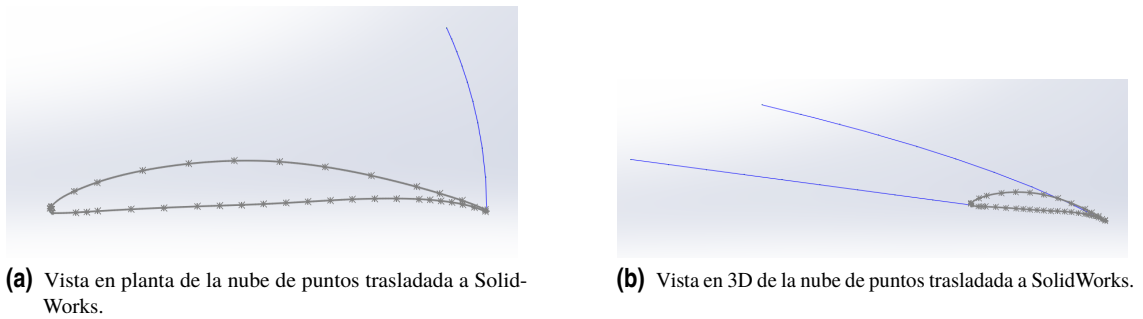 (a) Vista en planta de la nube de puntos trasladada a Solid-
Works.
(b) Vista en 3D de la nube de puntos trasladada a SolidWorks.